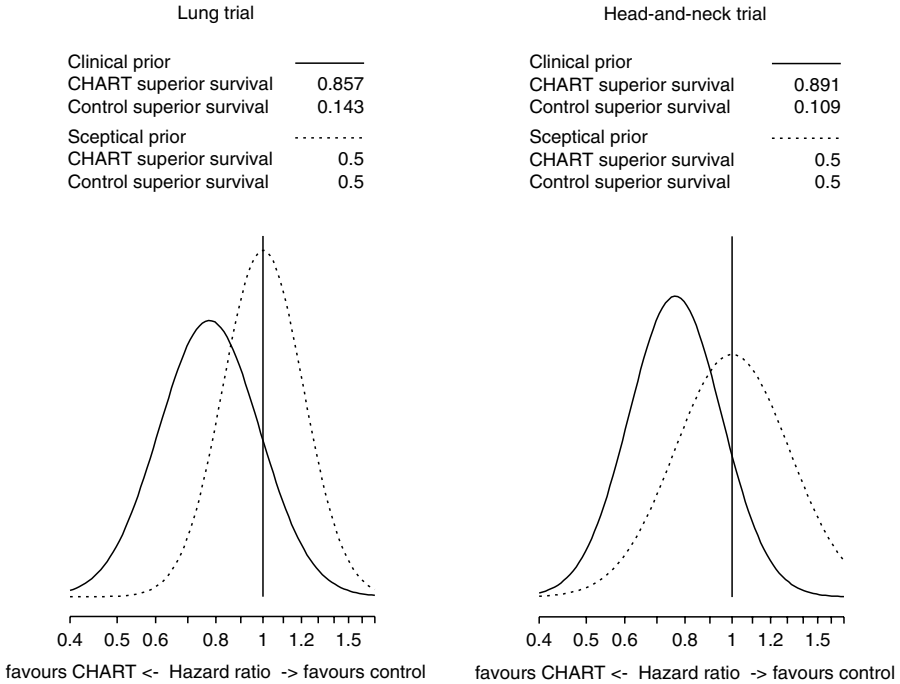 Lung trial
Clinical prior
CHART superior survival 0.857
Control superior survival 0.143
Sceptical prior
CHART superior survival 0.5
Control superior survival 0.5
0.4 0.5 0.6 0.8 1 1.2 1.5
favours CHART <- Hazard ratio -> favours control
Head-and-neck trial
Clinical prior
CHART superior survival 0.891
Control superior survival 0.109
Sceptical prior
CHART superior survival 0.5
Control superior survival 0.5
0.4 0.5 0.6 0.8 1 1.2 1.5
favours CHART <- Hazard ratio -> favours control